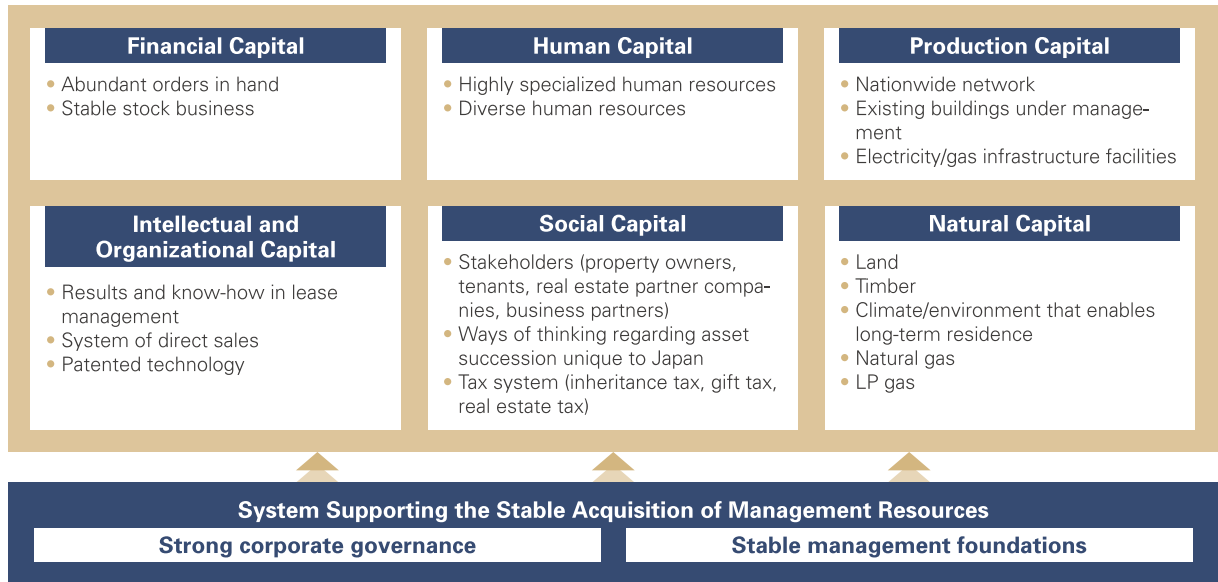 Financial Capital
• Abundant orders in hand
• Stable stock business
Human Capital
• Highly specialized human resources
• Diverse human resources
Production Capital
• Nationwide network
• Existing buildings under manage-
ment
• Electricity/gas infrastructure facilities
Intellectual and
Organizational Capital
• Results and know-how in lease
management
• System of direct sales
• Patented technology
Social Capital
• Stakeholders (property owners,
tenants, real estate partner compa-
nies, business partners)
• Ways of thinking regarding asset
succession unique to Japan
• Tax system (inheritance tax, gift tax,
real estate tax)
Natural Capital
• Land
• Timber
• Climate/environment that enables
long-term residence
• Natural gas
• LP gas
System Supporting the Stable Acquisition of Management Resources
Strong corporate governance
Stable management foundations